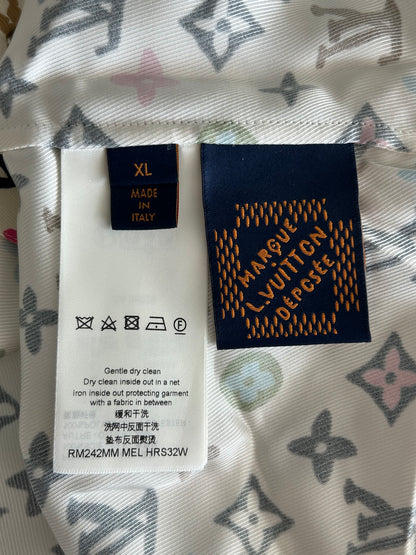 XL
MADE
IN
ITALY
MARQUE
L.VUITTON
DÉPOSÉE
F
Gentle dry clean
Dry clean inside out in a net
Iron inside out protecting garment
with a fabric in between
缓和干洗
洗网中反面干洗
垫布反面熨烫
RM242MM MEL HRS32W